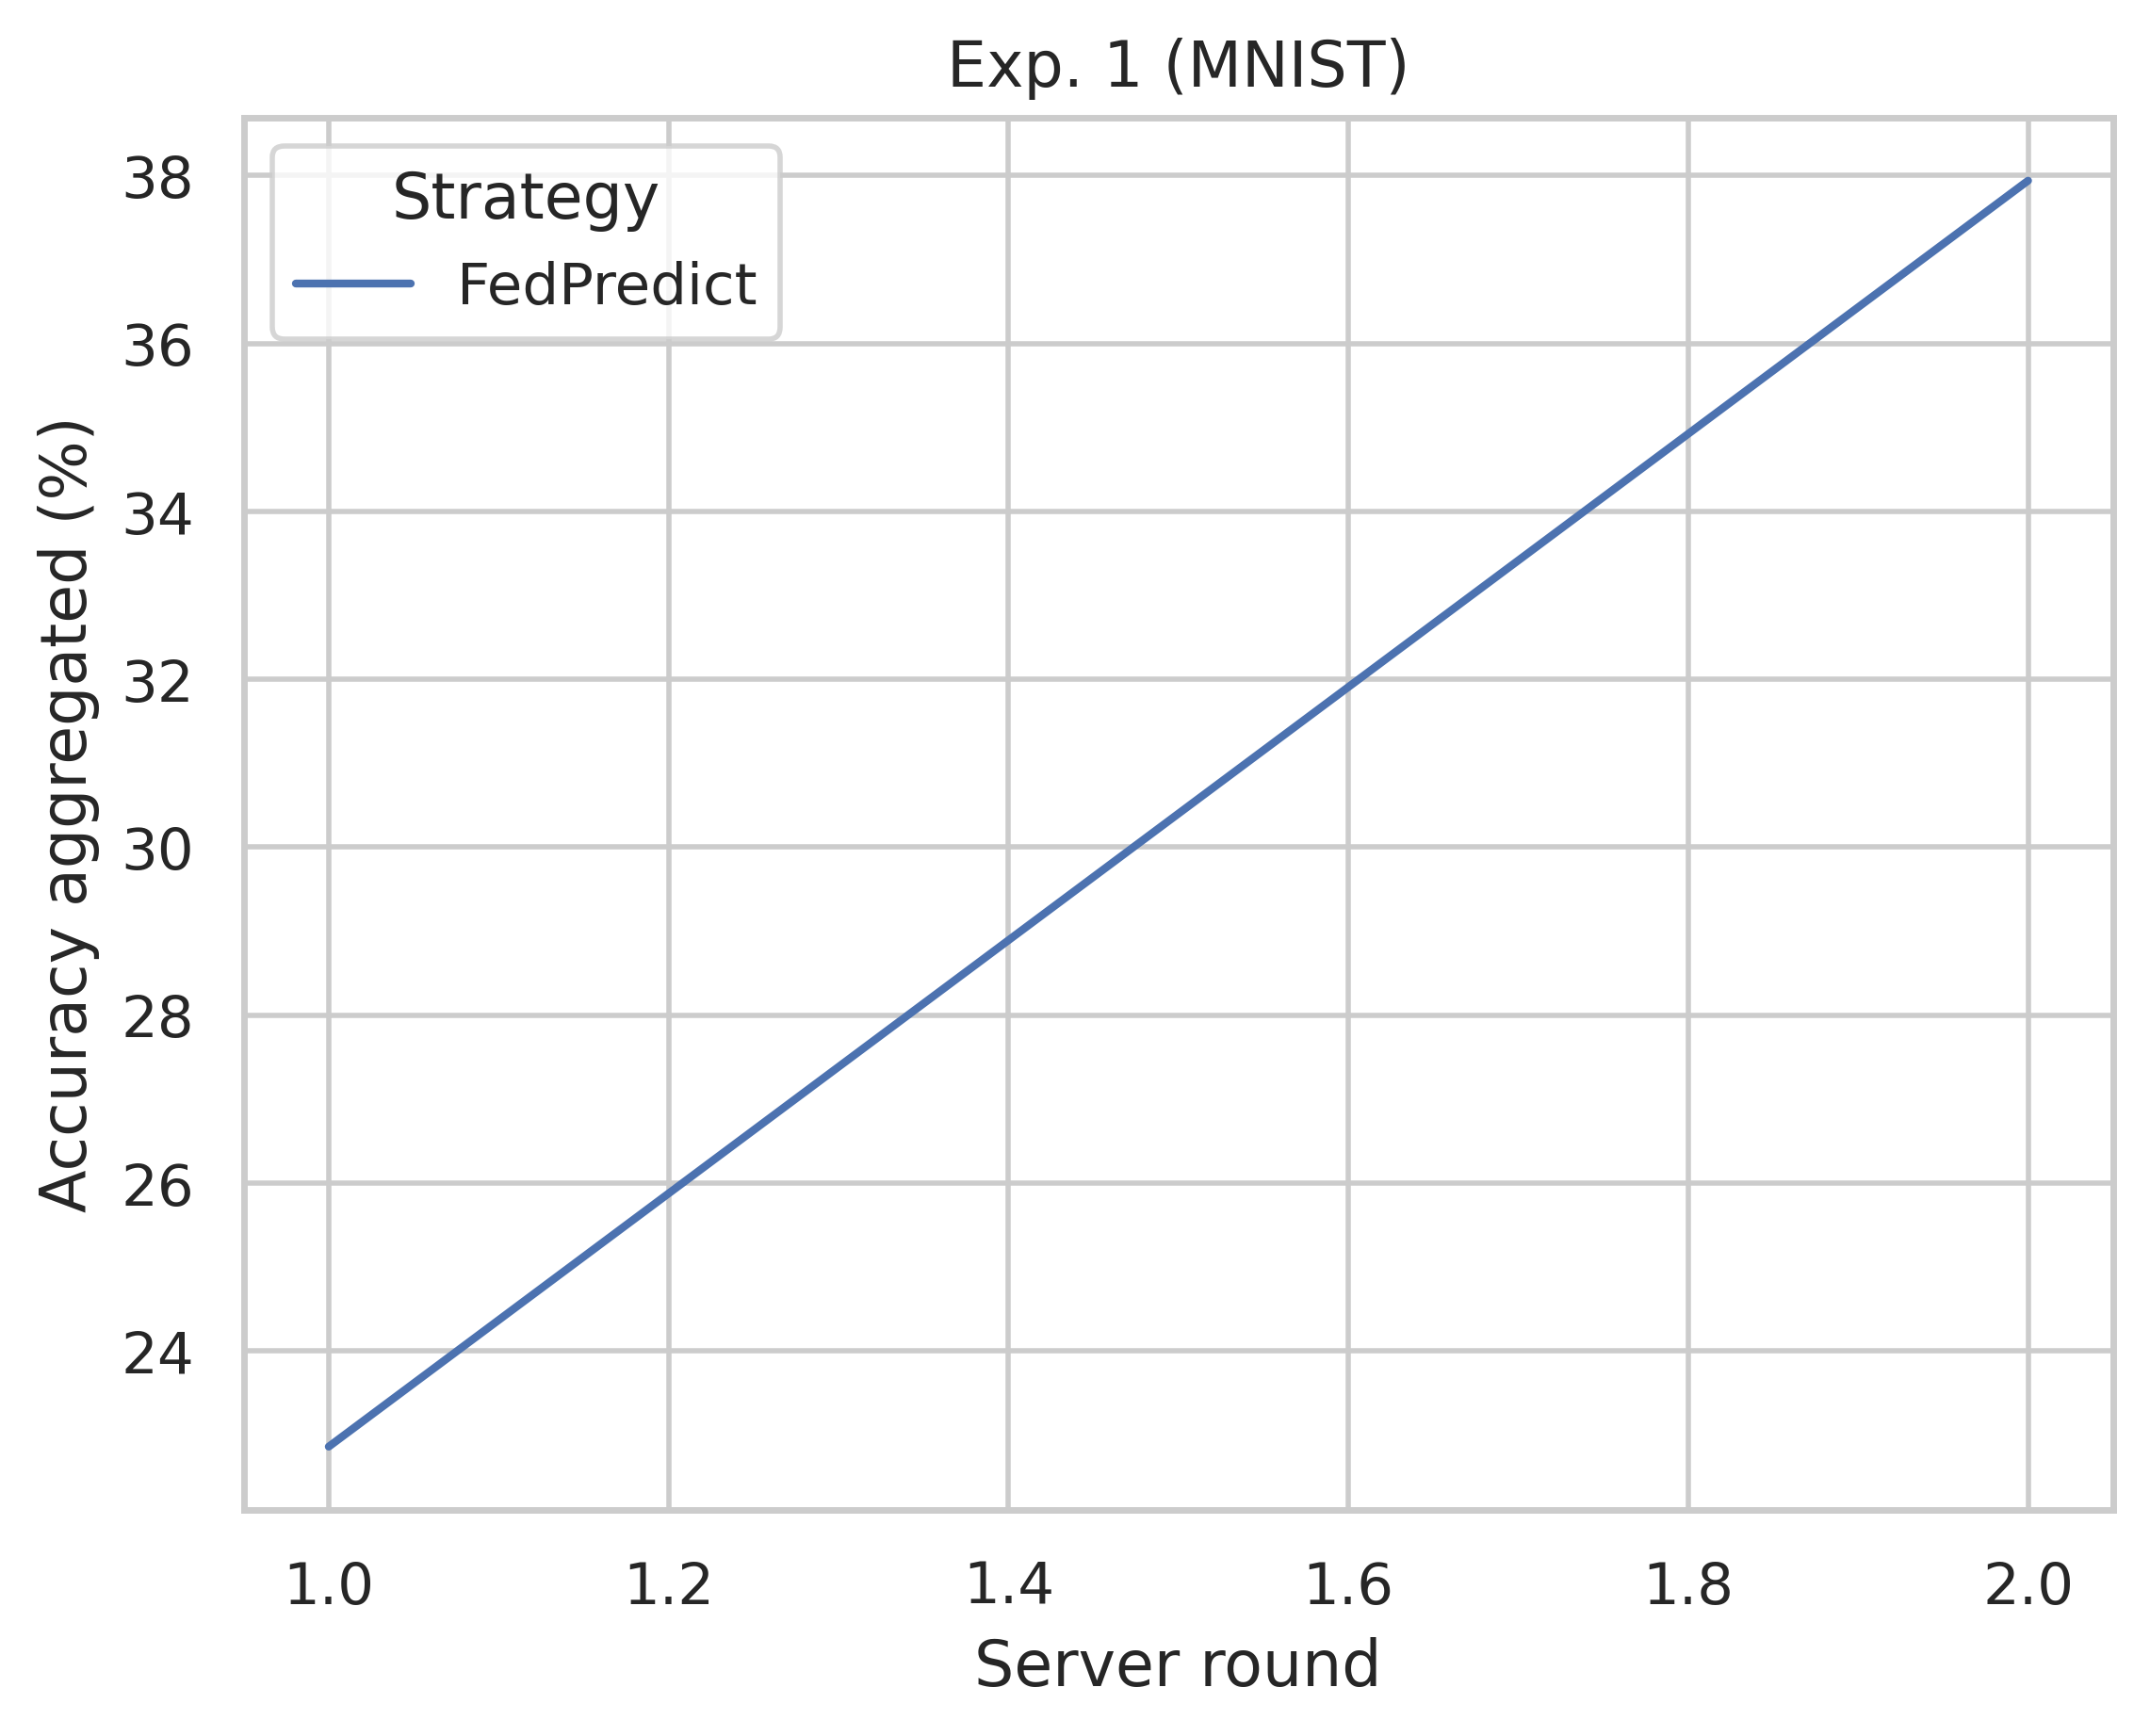 Exp. 1 (MNIST)
Strategy
FedPredict
Accuracy aggregated (%)
38
36
34
32
30
28
26
24
1.0 1.2 1.4 1.6 1.8 2.0
Server round